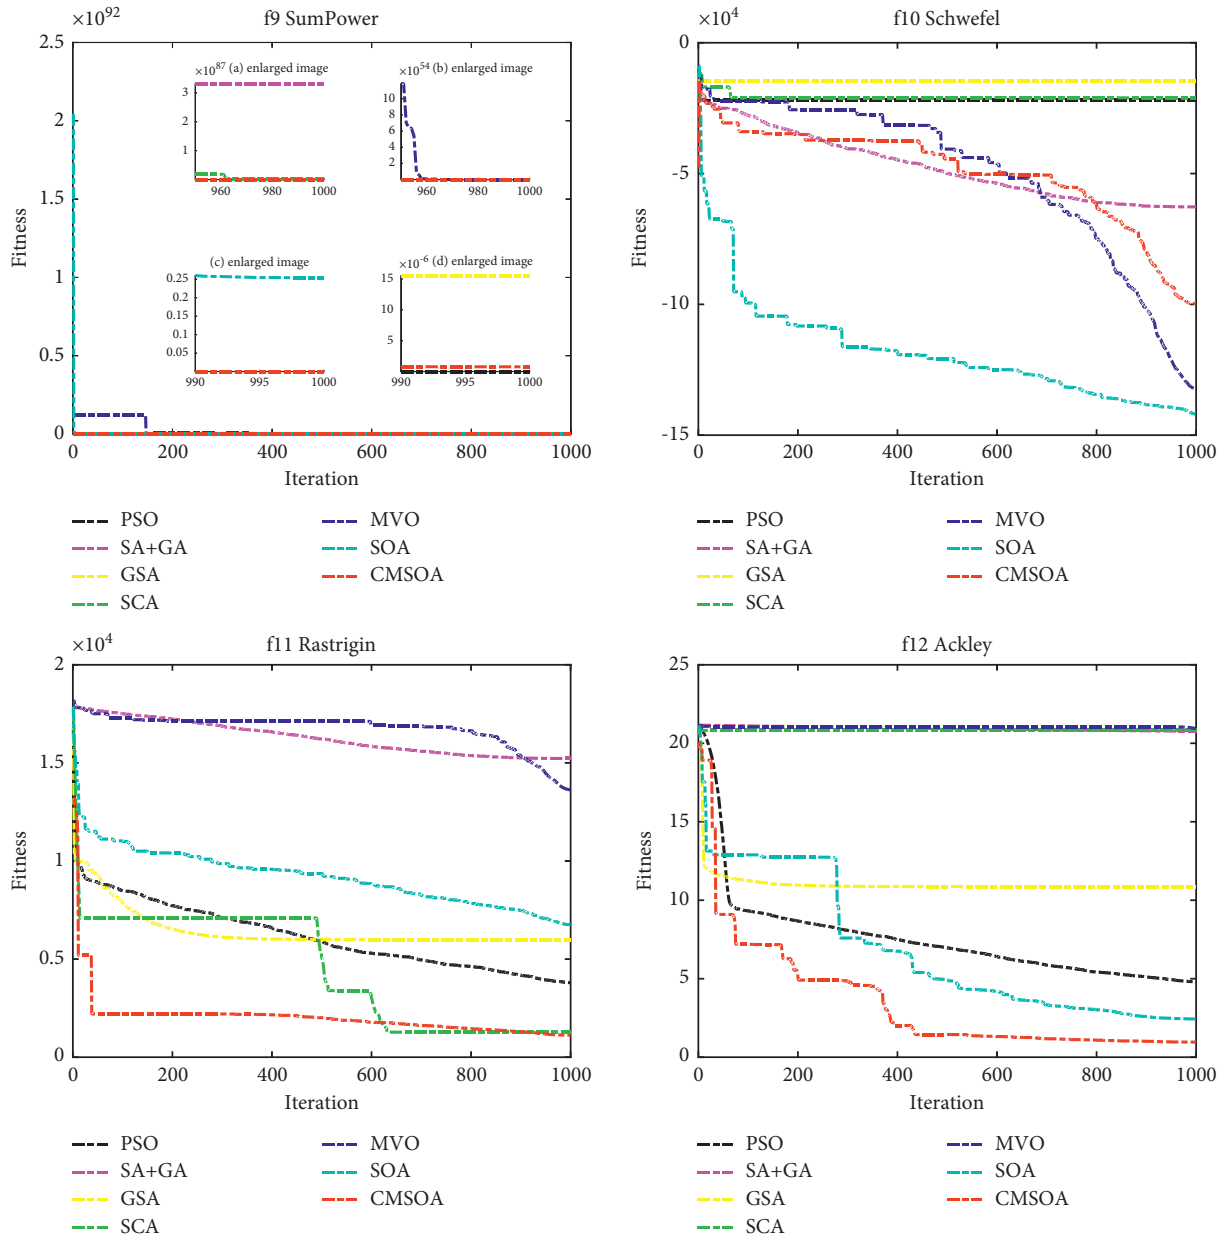 f9 SumPower
×10^92
2.5
2
1.5
1
0.5
0
Fitness
0 200 400 600 800 1000
Iteration
×10^87 (a) enlarged image
3
2
1
960 980 1000
×10^54 (b) enlarged image
12
10
8
6
4
2
960 980 1000
(c) enlarged image
0.25
0.2
0.15
0.1
0.05
990 995 1000
×10^-6 (d) enlarged image
15
10
5
990 995 1000
PSO
SA+GA
GSA
SCA
MVO
SOA
CMSOA
f10 Schwefel
×10^4
0
-5
-10
-15
Fitness
0 200 400 600 800 1000
Iteration
PSO
SA+GA
GSA
SCA
MVO
SOA
CMSOA
f11 Rastrigin
×10^4
2
1.5
1
0.5
0
Fitness
0 200 400 600 800 1000
Iteration
PSO
SA+GA
GSA
SCA
MVO
SOA
CMSOA
f12 Ackley
25
20
15
10
5
0
Fitness
0 200 400 600 800 1000
Iteration
PSO
SA+GA
GSA
SCA
MVO
SOA
CMSOA